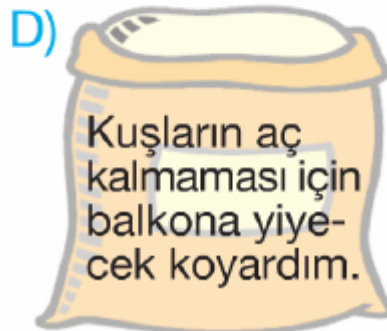 D)
Kuşların aç
kalmaması için
balkona yiye-
cek koyardım.